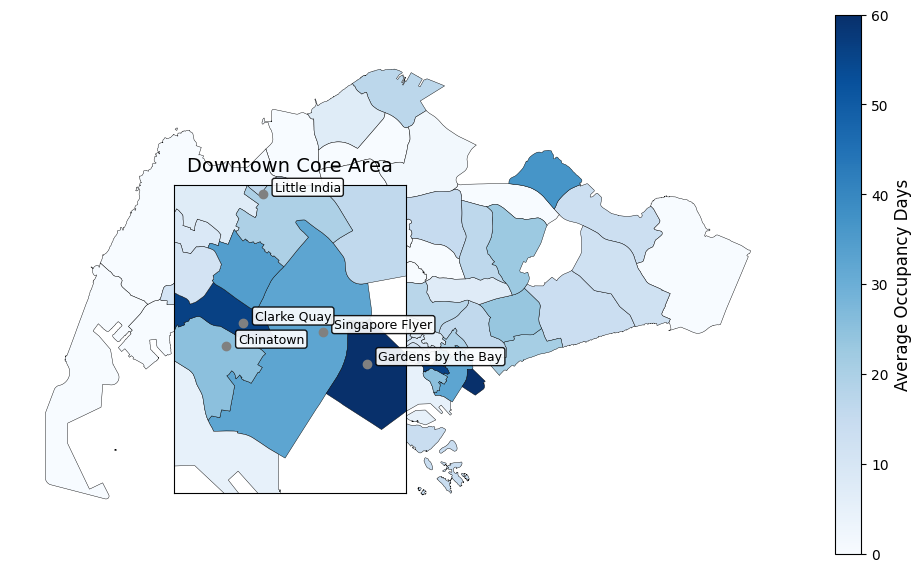 Downtown Core Area
Little India
Clarke Quay
Singapore Flyer
Chinatown
Gardens by the Bay
60
50
40
30
20
10
0
Average Occupancy Days